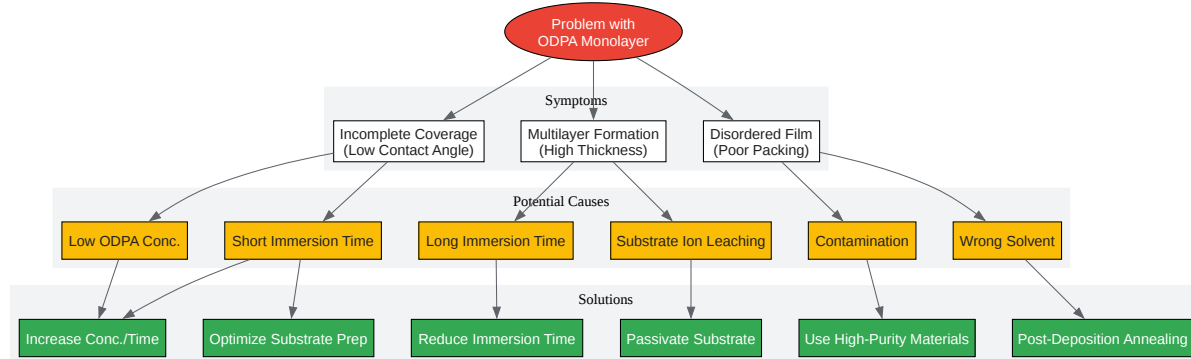 Problem with
ODPA Monolayer
Symptoms
Incomplete Coverage
(Low Contact Angle)
Multilayer Formation
(High Thickness)
Disordered Film
(Poor Packing)
Potential Causes
Low ODPA Conc.
Short Immersion Time
Long Immersion Time
Substrate Ion Leaching
Contamination
Wrong Solvent
Solutions
Increase Conc./Time
Optimize Substrate Prep
Reduce Immersion Time
Passivate Substrate
Use High-Purity Materials
Post-Deposition Annealing